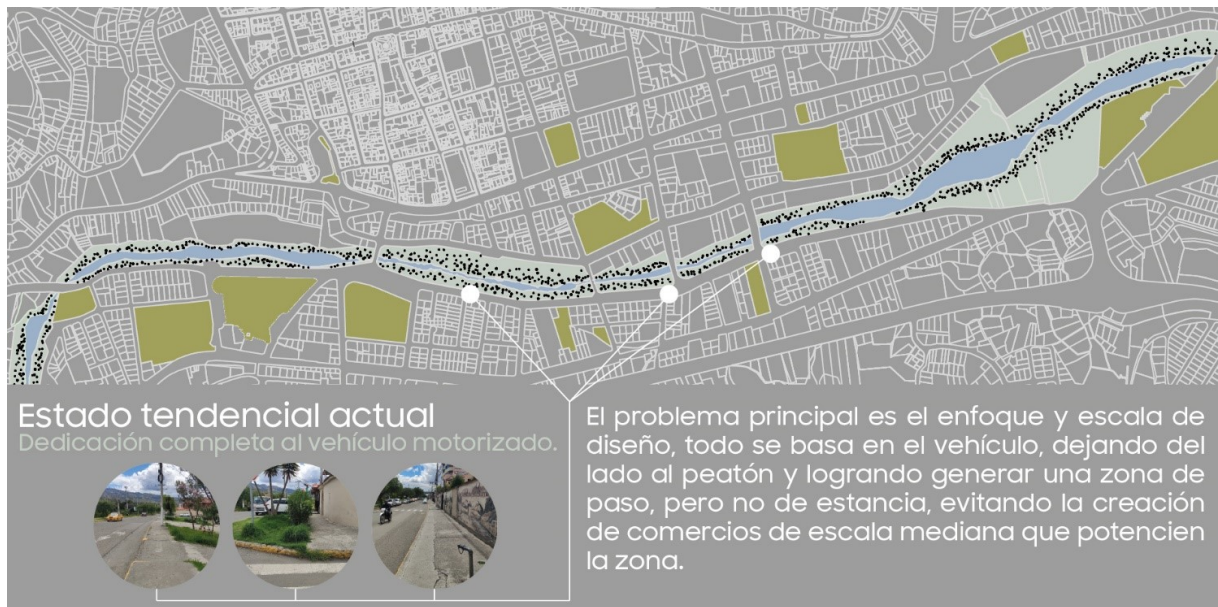 Estado tendencial actual
Dedicación completa al vehículo motorizado.
El problema principal es el enfoque y escala de
diseño, todo se basa en el vehículo, dejando del
lado al peatón y logrando generar una zona de
paso, pero no de estancia, evitando la creación
de comercios de escala mediana que potencien
la zona.